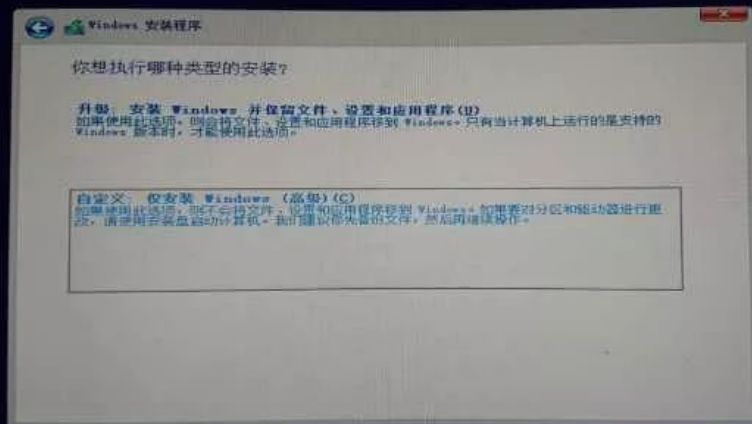 Windows 安装程序
你想执行哪种类型的安装?
升级: 安装 Windows 并保留文件、设置和应用程序(U)
如果使用此选项，则会将文件、设置和应用程序移到 Windows。只有当计算机上运行的是支持的
Windows 版本时，才能使用此选项。
自定义: 仅安装 Windows (高级)(C)
如果使用此选项，则不会将文件、设置和应用程序移到 Windows。如果要对分区和驱动器进行更
改，请使用安装盘启动计算机。我们建议你先备份文件，然后再继续操作。